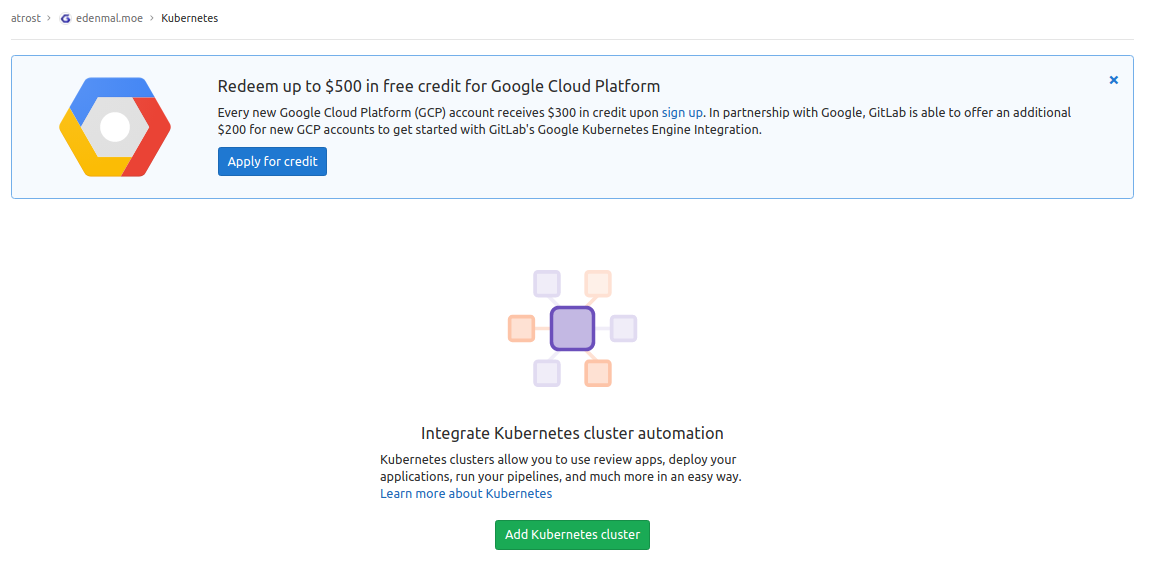 atrost › edenmal.moe › Kubernetes
Redeem up to $500 in free credit for Google Cloud Platform
Every new Google Cloud Platform (GCP) account receives $300 in credit upon sign up. In partnership with Google, GitLab is able to offer an additional
$200 for new GCP accounts to get started with GitLab's Google Kubernetes Engine Integration.
Apply for credit
Integrate Kubernetes cluster automation
Kubernetes clusters allow you to use review apps, deploy your
applications, run your pipelines, and much more in an easy way.
Learn more about Kubernetes
Add Kubernetes cluster